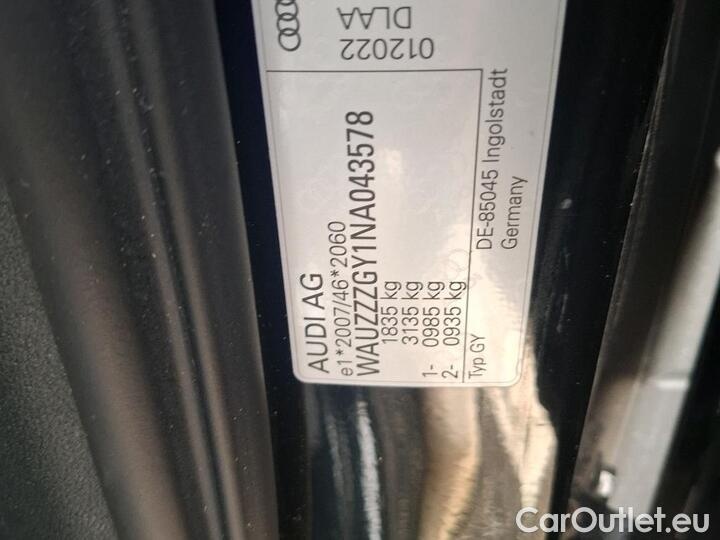 012022
DLAA
AUDI AG
e1*2007/46*2060
WAUZZZGY1NA043578
1835 kg
3135 kg
1- 0985 kg
2- 0935 kg
Typ GY
DE-85045 Ingolstadt
Germany
CarOutlet.eu